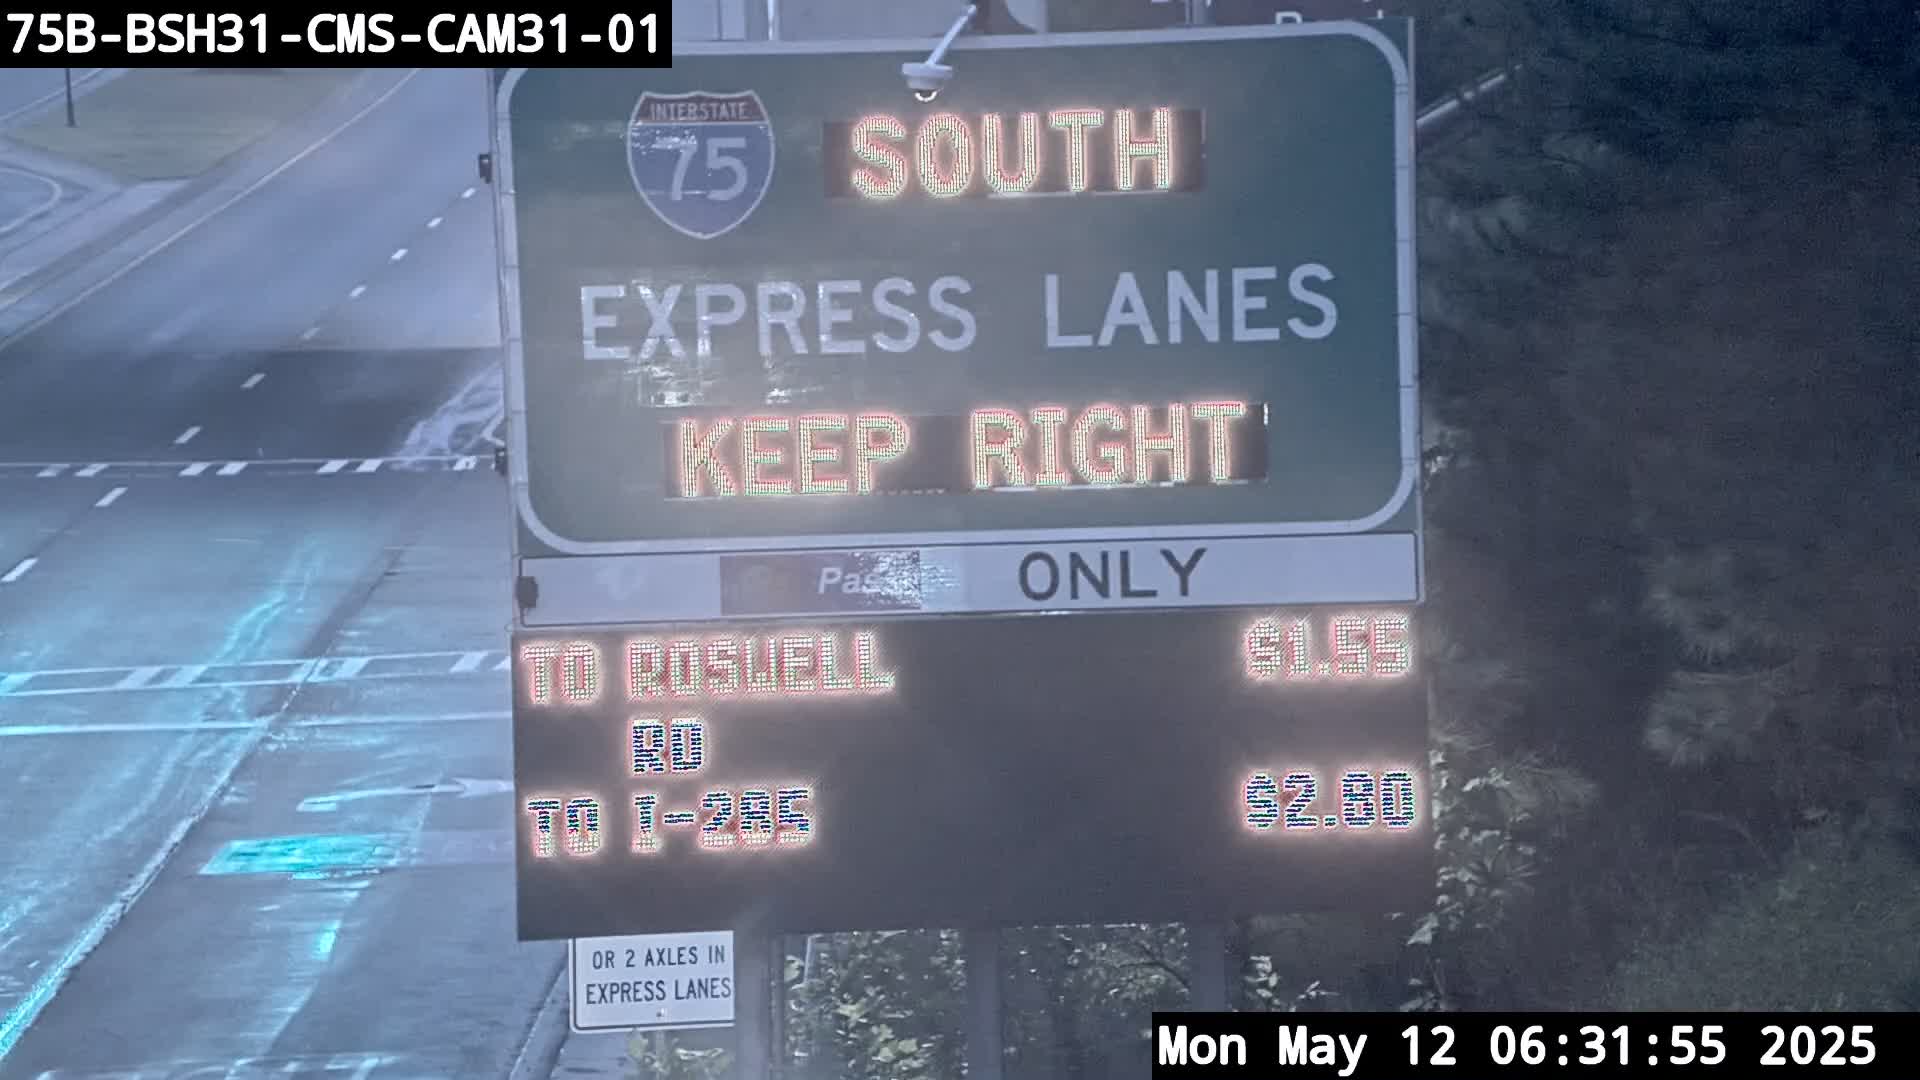 75B-BSH31-CMS-CAM31-01
INTERSTATE
75
SOUTH
EXPRESS LANES
KEEP RIGHT
ONLY
TO ROSWELL $1.55
RD
TO I-285 $2.80
OR 2 AXLES IN
EXPRESS LANES
Mon May 12 06:31:55 2025